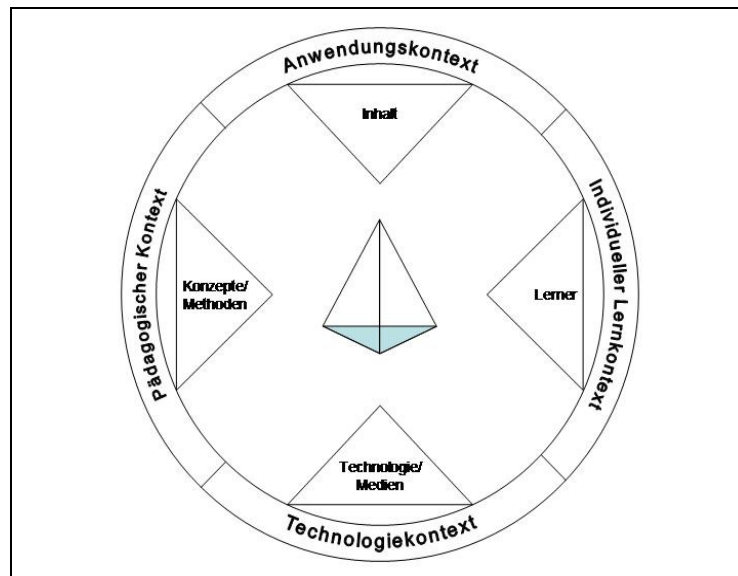 Anwendungskontext
Inhalt
Pädagogischer Kontext
Konzepte/
Methoden
Lerner
Individueller Lernkontext
Technologie/
Medien
Technologiekontext